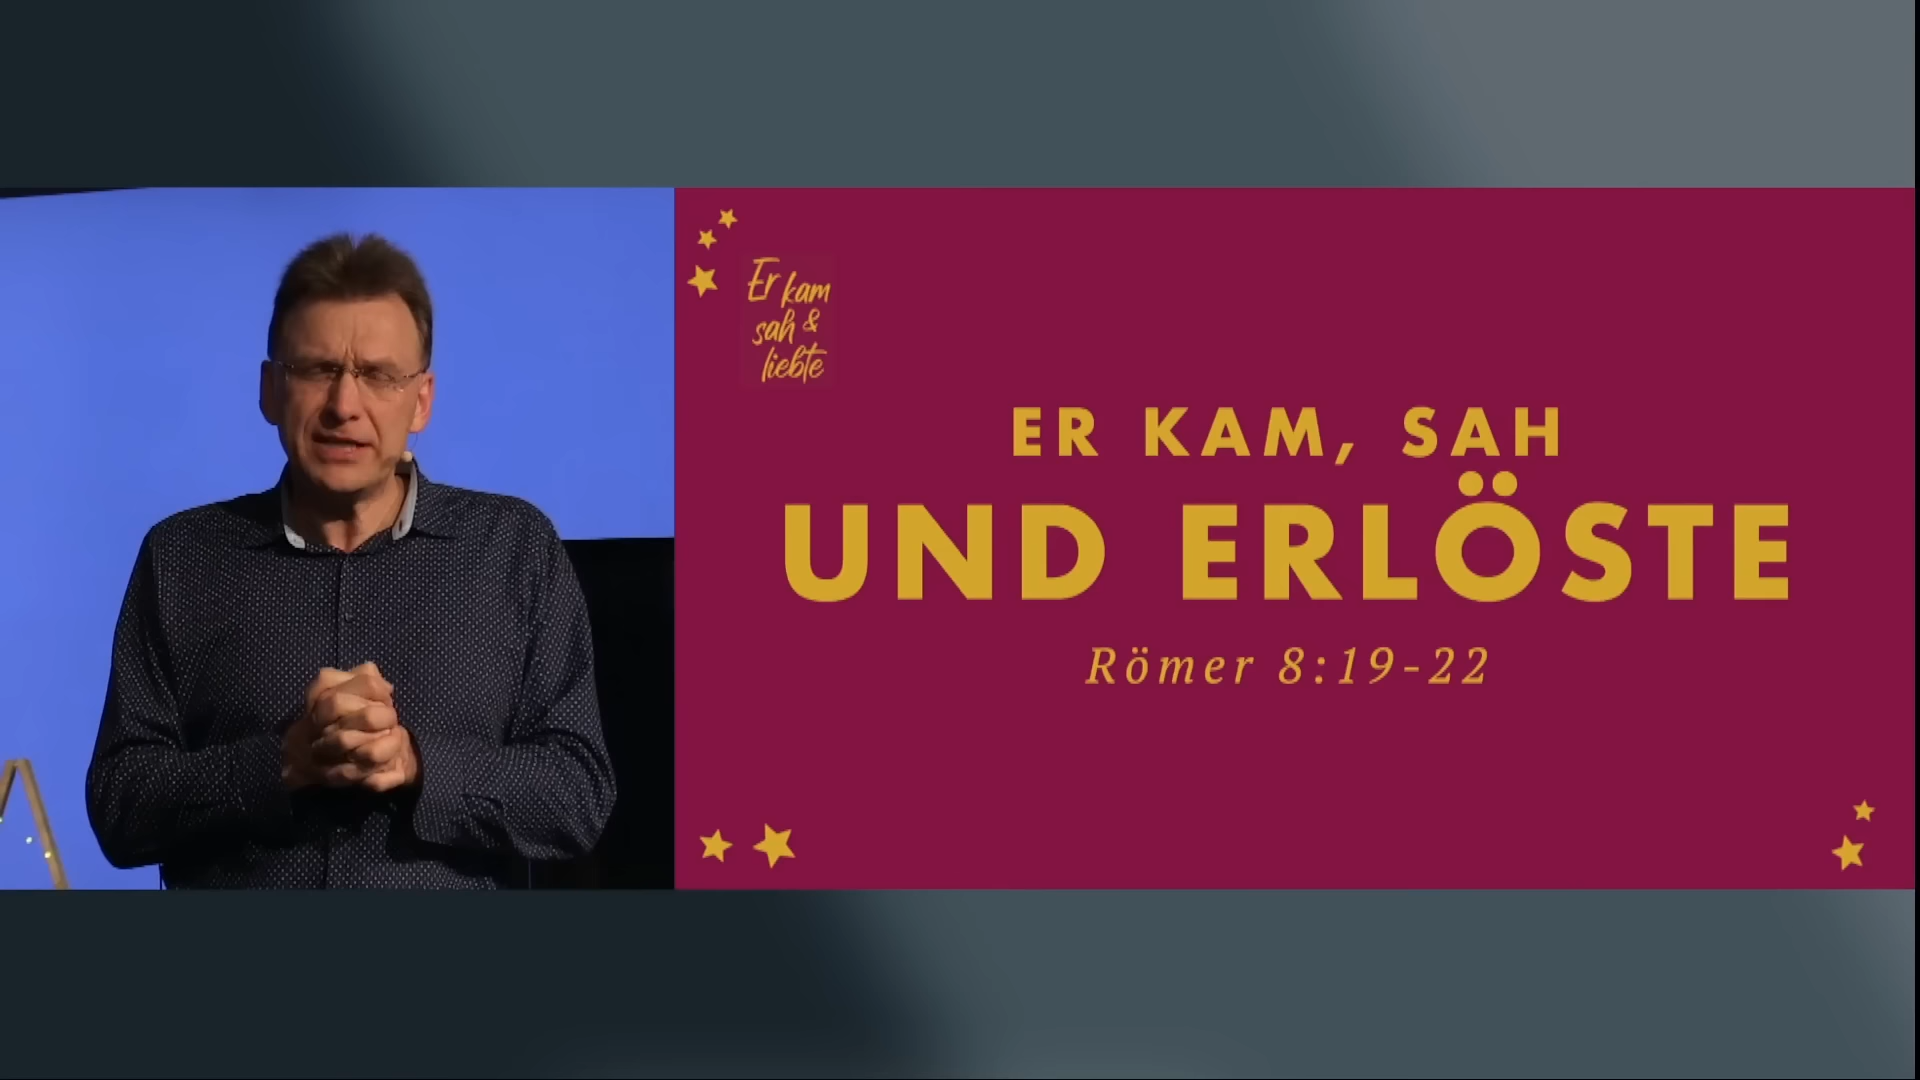 Er kam
sah &
liebte
ER KAM, SAH
UND ERLÖSTE
Römer 8:19-22